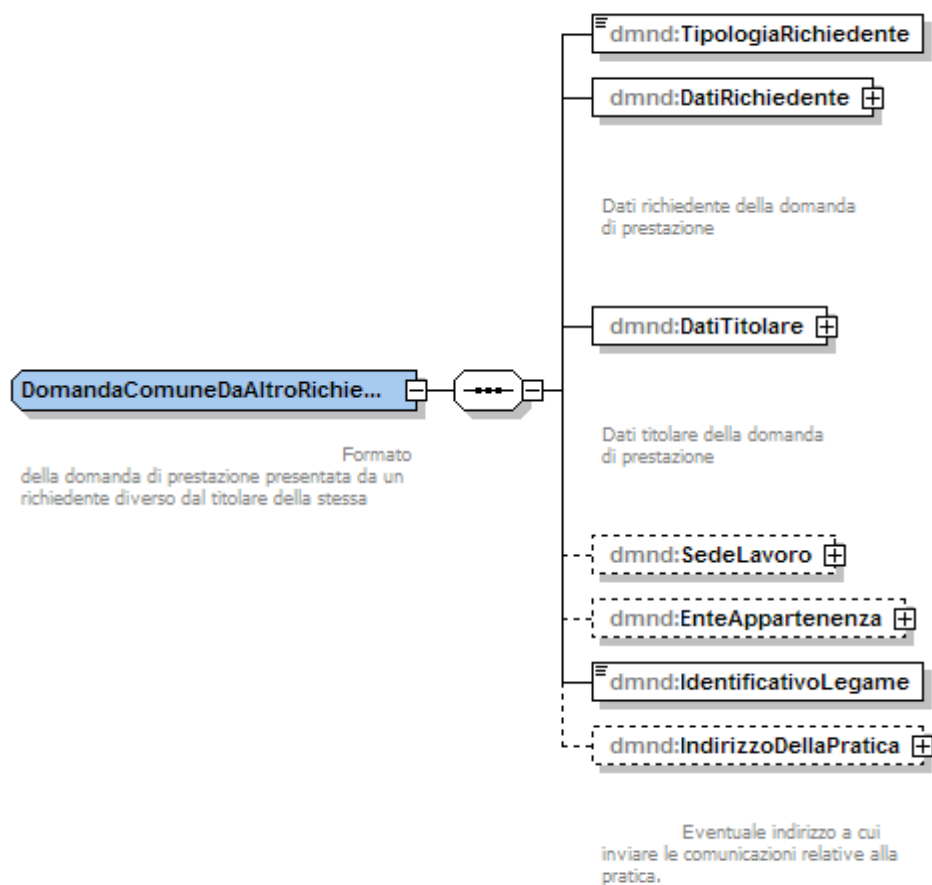 dmnd:TipologiaRichiedente
dmnd:DatiRichiedente
Dati richiedente della domanda
di prestazione
dmnd:DatiTitolare
DomandaComuneDaAltroRichie...
Formato
della domanda di prestazione presentata da un
richiedente diverso dal titolare della stessa
Dati titolare della domanda
di prestazione
dmnd:SedeLavoro
dmnd:EnteAppartenenza
dmnd:IdentificativoLegame
dmnd:IndirizzoDellaPratica
Eventuale indirizzo a cui
inviare le comunicazioni relative alla
pratica.